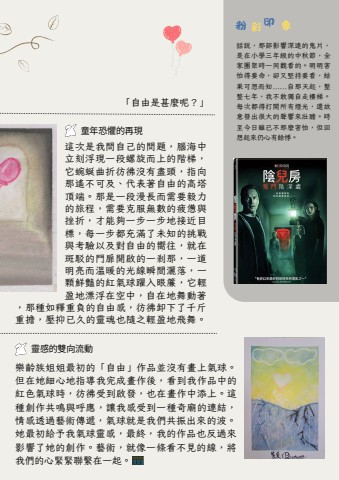 粉彩印象
話說，那部影響深遠的鬼片，
是在小學三年級的中秋節，全
家團聚時一同觀看的。明明害
怕得要命，卻又堅持要看，結
果可想而知……自那天起，整
整七年，我不敢獨自走樓梯。
每次都得打開所有燈光，還故
意發出很大的聲響來壯膽。時
至今日雖已不那麼害怕，但回
想起來仍心有餘悸。
「自由是甚麼呢？」
童年恐懼的再現
這次是我問自己的問題，腦海中
立刻浮現一段螺旋而上的階梯，
它蜿蜒曲折彷彿沒有盡頭，指向
那遙不可及、代表著自由的高塔
頂端。那是一段漫長而需要毅力
的旅程，需要克服無數的疲憊與
挫折，才能夠一步一步地接近目
標，每一步都充滿了未知的挑戰
與考驗以及對自由的嚮往，就在
斑駁的門扉開啟的一剎那，一道
明亮而溫暖的光線瞬間灑落，一
顆鮮豔的紅氣球躍入眼簾，它輕
盈地漂浮在空中，自在地舞動著
，那種如釋重負的自由感，彷彿卸下了千斤
重擔，壓抑已久的靈魂也隨之輕盈地飛舞。
陰兒房
鬼門陰深處
靈感的雙向流動
樂齡族姐姐最初的「自由」作品並沒有畫上氣球。
但在她細心地指導我完成畫作後，看到我作品中的
紅色氣球時，彷彿受到啟發，也在畫作中添上。這
種創作共鳴與呼應，讓我感受到一種奇廟的連結，
情感透過藝術傳遞，氣球就是我們共振出來的波。
她最初給予我氣球靈感，最終，我的作品也反過來
影響了她的創作。藝術，就像一條看不見的線，將
我們的心緊緊聯繫在一起。